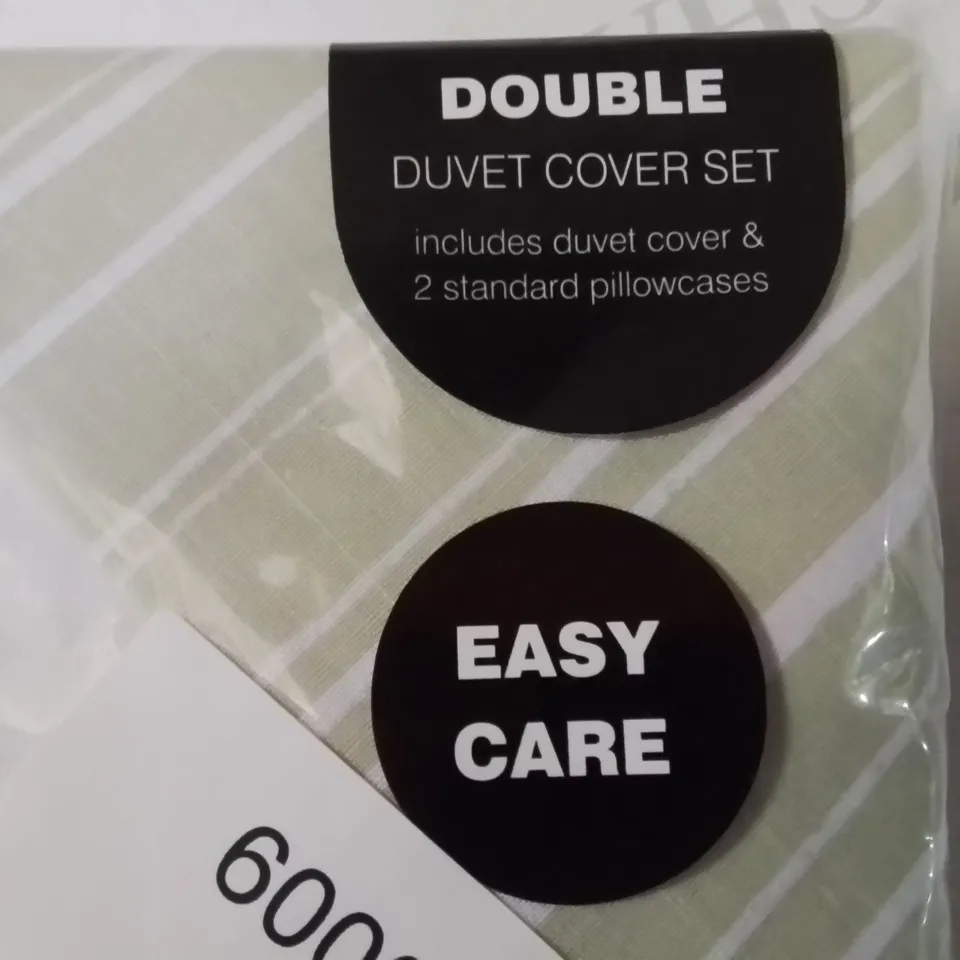 DOUBLE
DUVET COVER SET
includes duvet cover &
2 standard pillowcases
EASY
CARE
600